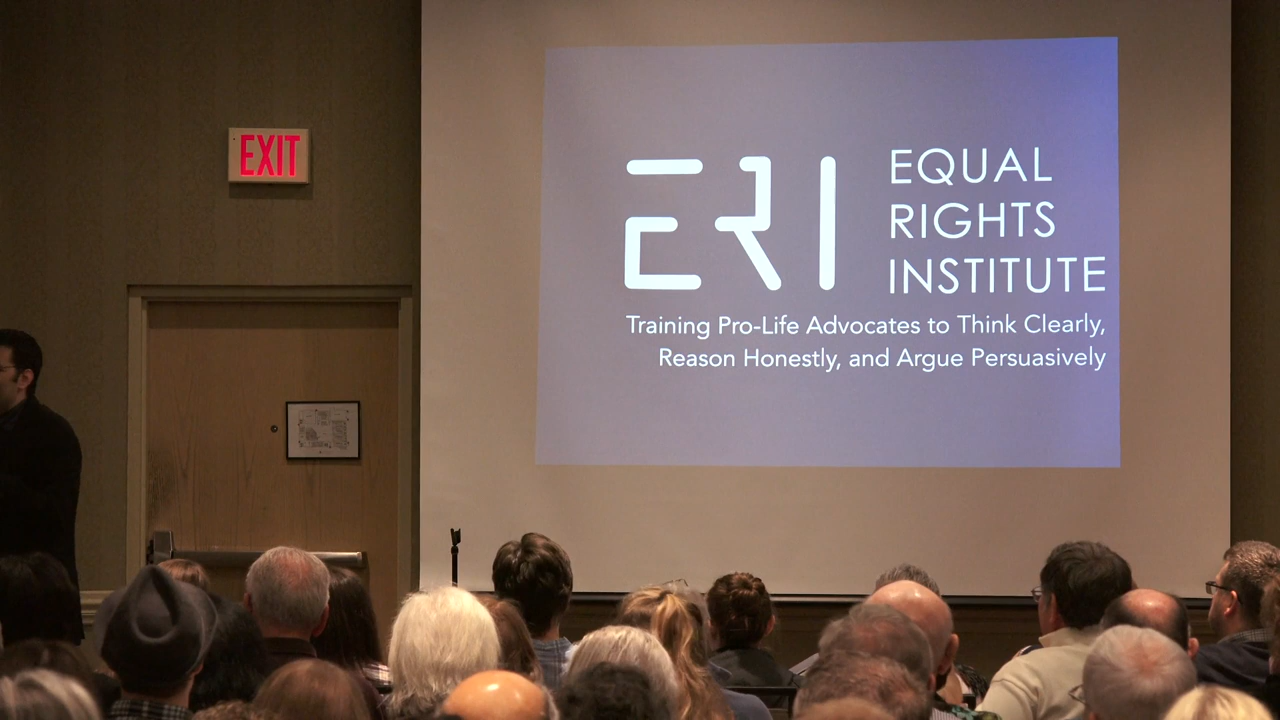 EXIT
ERI
EQUAL
RIGHTS
INSTITUTE
Training Pro-Life Advocates to Think Clearly,
Reason Honestly, and Argue Persuasively